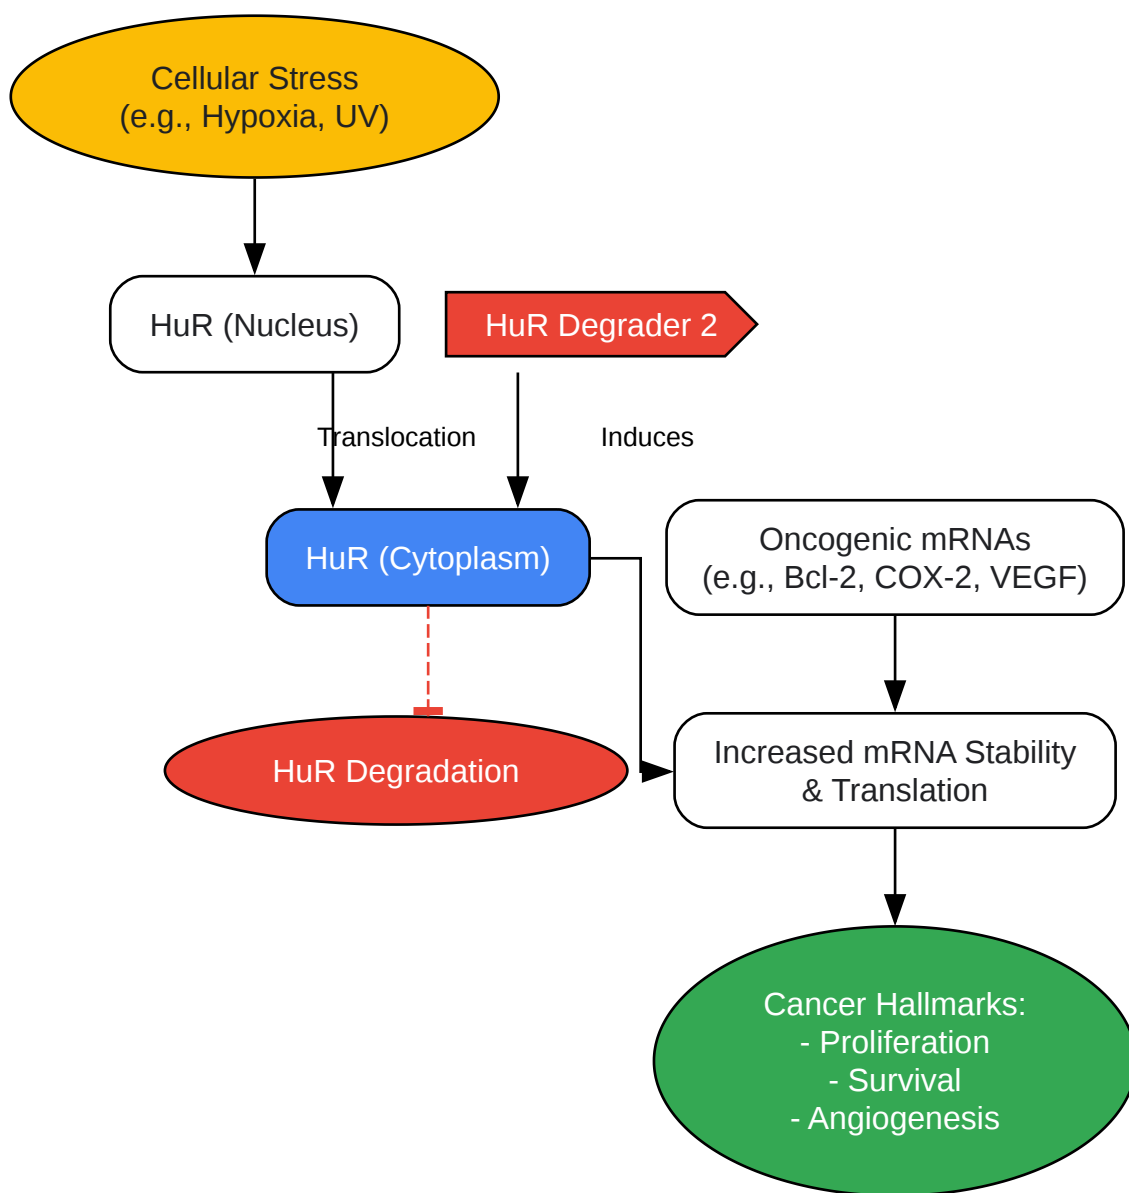 Cellular Stress
(e.g., Hypoxia, UV)
HuR (Nucleus)
HuR Degrader 2
Translocation
Induces
HuR (Cytoplasm)
Oncogenic mRNAs
(e.g., Bcl-2, COX-2, VEGF)
HuR Degradation
Increased mRNA Stability
& Translation
Cancer Hallmarks:
- Proliferation
- Survival
- Angiogenesis